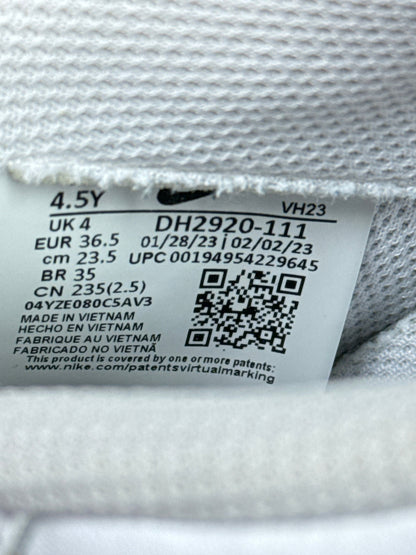 4.5Y VH23
UK 4 DH2920-111
EUR 36.5 01/28/23 | 02/02/23
cm 23.5 UPC 00194954229645
BR 35
CN 235(2.5)
04YZE080C5AV3
MADE IN VIETNAM
HECHO EN VIETNAM
FABRIQUE AU VIETNAM
FABRICADO NO VIETNÃ
This product is covered by one or more patents:
www.nike.com/patentsvirtualmarking